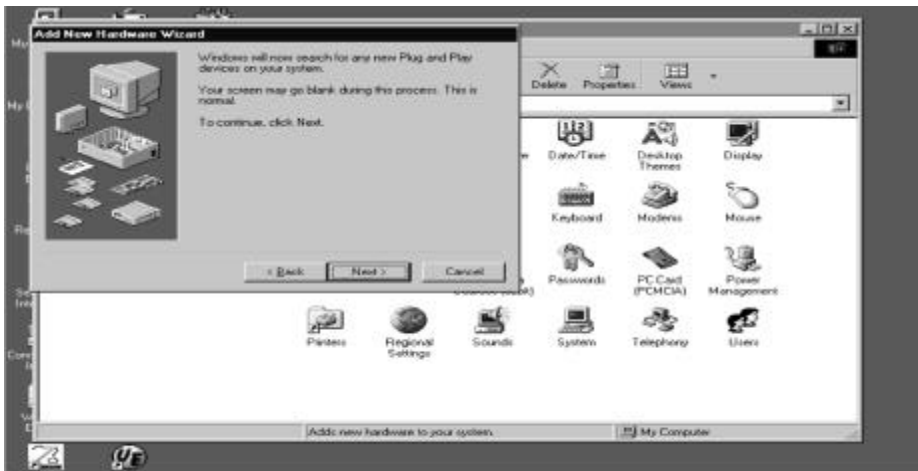 Add New Hardware Wizard
Windows will now search for any new Plug and Play
devices on your system.
Your screen may go blank during this process. This is
normal.
To continue, click Next.
< Back
Next >
Cancel
Delete
Properties
Views
Date/Time
Desktop
Themes
Display
Keyboard
Modems
Mouse
Passwords
PC Card
(PCMCIA)
Power
Management
Printers
Regional
Settings
Sounds
System
Telephony
Users
Adds new hardware to your system.
My Computer